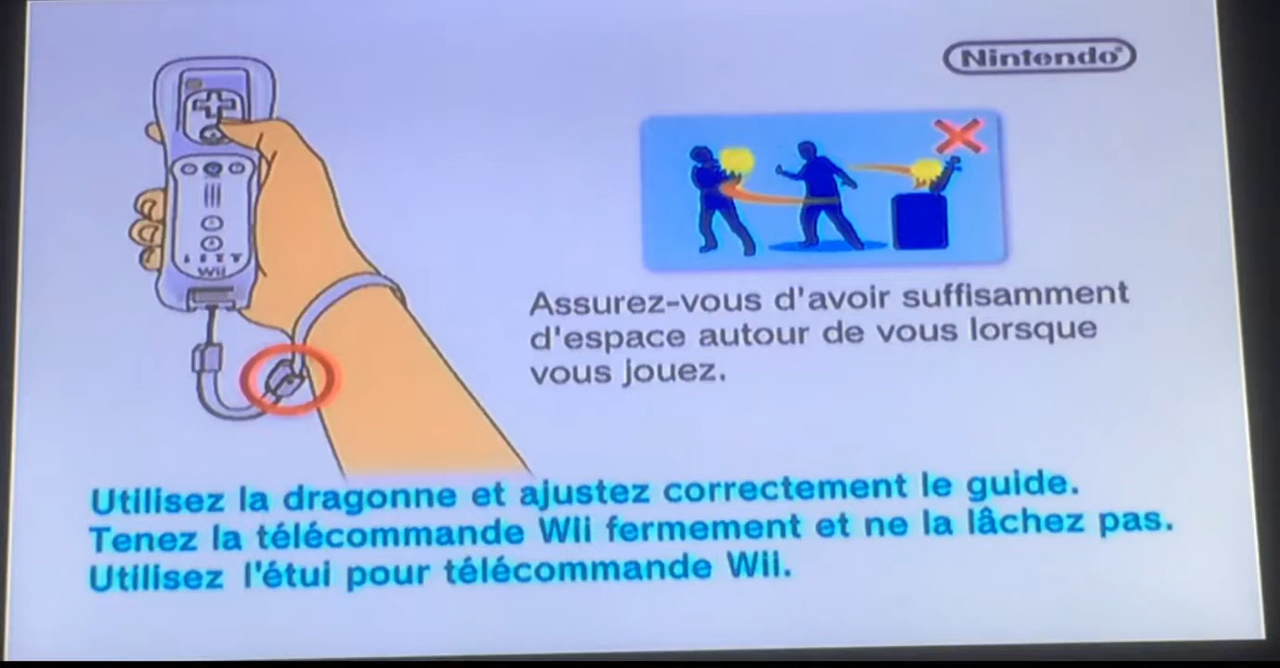 Nintendo
Wii
Assurez-vous d'avoir suffisamment
d'espace autour de vous lorsque
vous jouez.
Utilisez la dragonne et ajustez correctement le guide.
Tenez la télécommande Wii fermement et ne la lâchez pas.
Utilisez l'étui pour télécommande Wii.